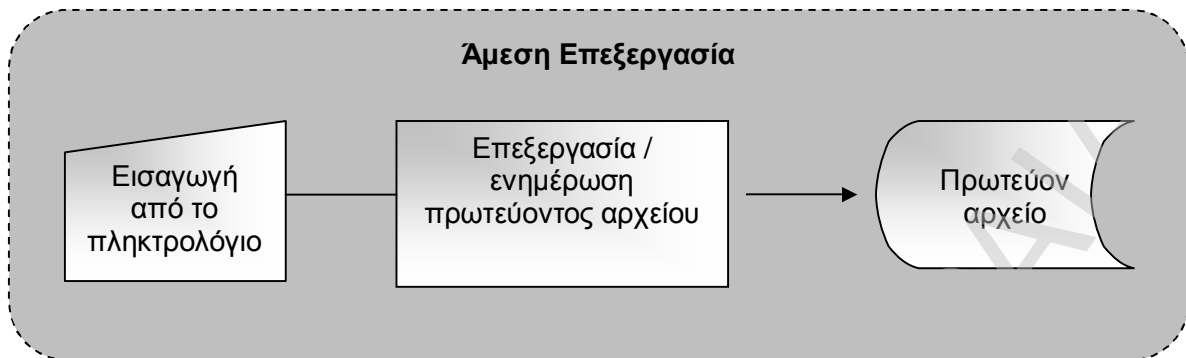 Άμεση Επεξεργασία
Εισαγωγή
από το
πληκτρολόγιο
Επεξεργασία /
ενημέρωση
πρωτεύοντος αρχείου
Πρωτεύον
αρχείο